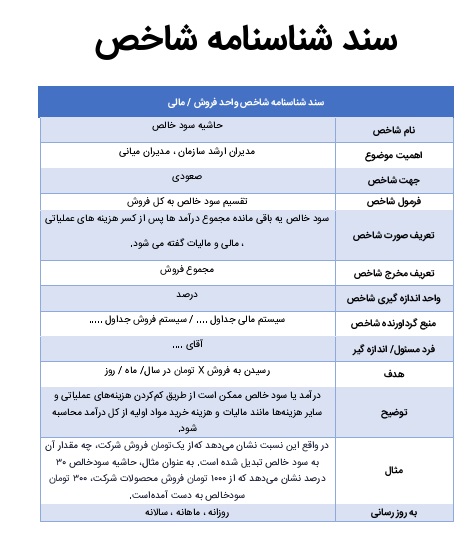 سند شناسنامه شاخص
سند شناسنامه شاخص واحد فروش / مالی
نام شاخص
حاشیه سود خالص
اهمیت موضوع
مدیران ارشد سازمان ، مدیران میانی
جهت شاخص
صعودی
فرمول شاخص
تقسیم سود خالص به کل فروش
تعریف صورت شاخص
سود خالص به باقی مانده مجموع درآمد ها پس از کسر هزینه های عملیاتی
، مالی و مالیات گفته می شود.
تعریف مخرج شاخص
مجموع فروش
واحد اندازه گیری شاخص
درصد
منبع گردآورنده شاخص
سیستم مالی جداول .... / سیستم فروش جداول .....
فرد مسئول/ اندازه گیر
آقای ....
هدف
رسیدن به فروش X تومان در سال/ ماه / روز
توضیح
درآمد یا سود خالص ممکن است از طریق کم‌کردن هزینه‌های عملیاتی و
سایر هزینه‌ها مانند مالیات و هزینه خرید مواد اولیه از کل درآمد محاسبه
شود.
مثال
در واقع این نسبت نشان می‌دهد که‌از یک‌تومان فروش شرکت، چه مقدار آن
به سود خالص تبدیل شده است. به عنوان مثال، حاشیه سودخالص ۳۰
درصد نشان می‌دهد که از ۱۰۰۰ تومان فروش محصولات شرکت، ۳۰۰ تومان
سودخالص به دست آمده‌است.
به روز رسانی
روزانه ، ماهانه ، سالانه